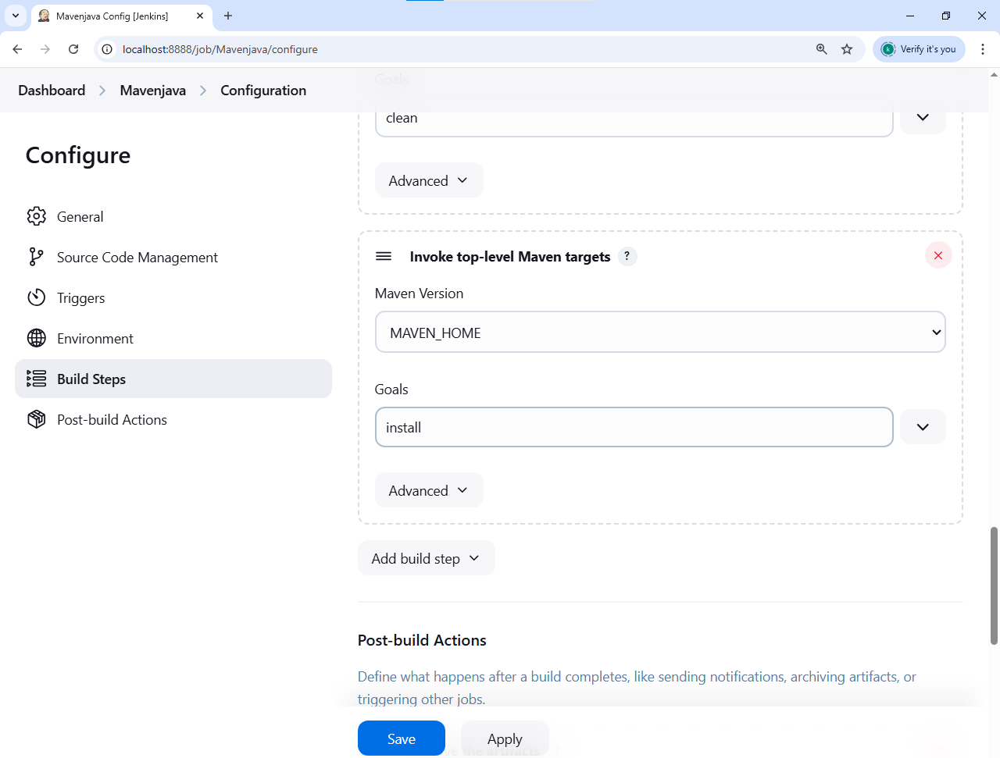 Mavenjava Config [Jenkins]
localhost:8888/job/Mavenjava/configure
k
Verify it's you
Dashboard
Mavenjava
Configuration
Goals
clean
Configure
General
Source Code Management
Triggers
Environment
Build Steps
Post-build Actions
Advanced
Invoke top-level Maven targets ?
Maven Version
MAVEN_HOME
Goals
install
Advanced
Add build step
Post-build Actions
Define what happens after a build completes, like sending notifications, archiving artifacts, or
triggering other jobs.
Save
Apply
the artifacts